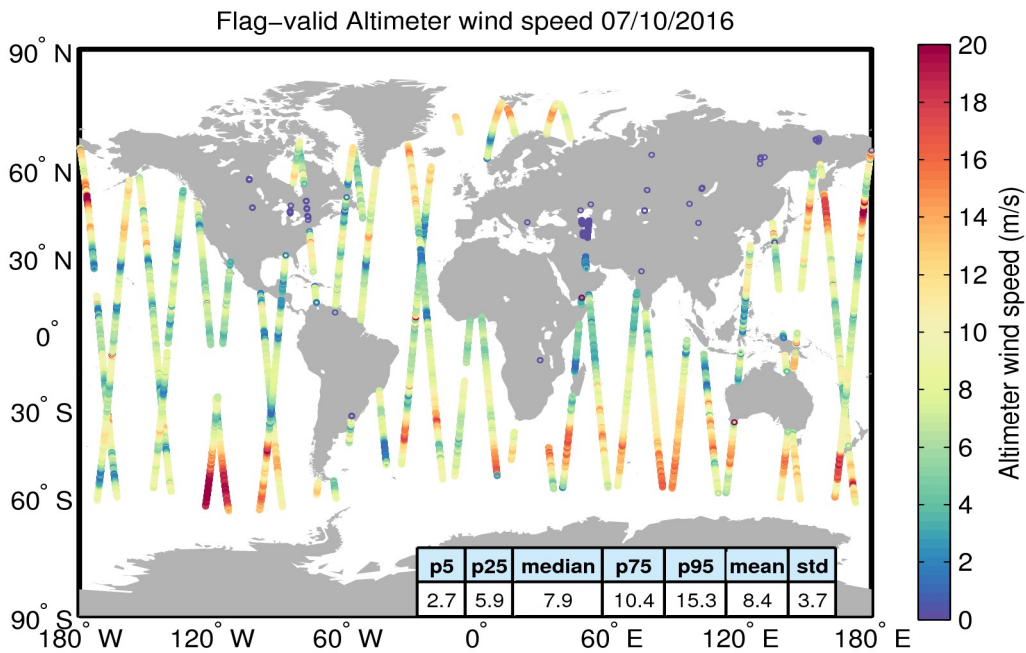 Flag−valid Altimeter wind speed 07/10/2016
90° N
60° N
30° N
0°
30° S
60° S
90° S
180° W
120° W
60° W
0°
60° E
120° E
180° E
p5 p25 median p75 p95 mean std
2.7 5.9 7.9 10.4 15.3 8.4 3.7
20
18
16
14
12
10
8
6
4
2
0
Altimeter wind speed (m/s)